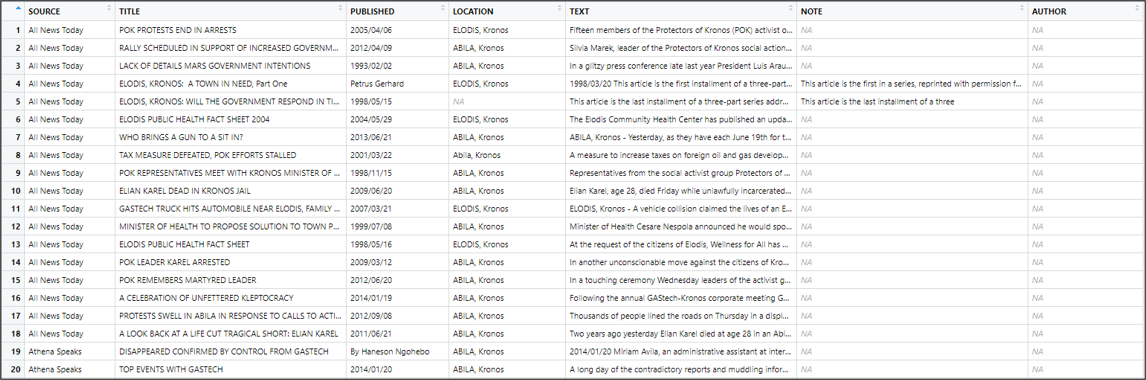 SOURCE TITLE PUBLISHED LOCATION TEXT NOTE AUTHOR
1 All News Today POK PROTESTS END IN ARRESTS 2005/04/06 ELODIS, Kronos Fifteen members of the Protectors of Kronos (POK) activist o... NA NA
2 All News Today RALLY SCHEDULED IN SUPPORT OF INCREASED GOVERNM... 2012/04/09 ABILA, Kronos Silvia Marek, leader of the Protectors of Kronos social action... NA NA
3 All News Today LACK OF DETAILS MARS GOVERNMENT INTENTIONS 1993/02/02 ABILA, Kronos In a glitzy press conference late last year President Luis Arau... NA NA
4 All News Today ELODIS, KRONOS: A TOWN IN NEED, Part One Petrus Gerhard ELODIS, Kronos 1998/03/20 This article is the first installment of a three-part... This article is the first in a series, reprinted with permission f... NA
5 All News Today ELODIS, KRONOS: WILL THE GOVERNMENT RESPOND IN TI... 1998/05/15 NA This article is the last installment of a three-part series addr... This article is the last installment of a three NA
6 All News Today ELODIS PUBLIC HEALTH FACT SHEET 2004 2004/05/29 ELODIS, Kronos The Elodis Community Health Center has published an upda... NA NA
7 All News Today WHO BRINGS A GUN TO A SIT IN? 2013/06/21 ABILA, Kronos ABILA, Kronos - Yesterday, as they have each June 19th for t... NA NA
8 All News Today TAX MEASURE DEFEATED, POK EFFORTS STALLED 2001/03/22 Abila, Kronos A measure to increase taxes on foreign oil and gas develop... NA NA
9 All News Today POK REPRESENTATIVES MEET WITH KRONOS MINISTER OF ... 1998/11/15 ABILA, Kronos Representatives from the social activist group Protectors of ... NA NA
10 All News Today ELIAN KAREL DEAD IN KRONOS JAIL 2009/06/20 ABILA, Kronos Elian Karel, age 28, died Friday while unlawfully incarcerated... NA NA
11 All News Today GASTECH TRUCK HITS AUTOMOBILE NEAR ELODIS, FAMILY ... 2007/03/21 ELODIS, Kronos ELODIS, Kronos - A vehicle collision claimed the lives of an E... NA NA
12 All News Today MINISTER OF HEALTH TO PROPOSE SOLUTION TO TOWN P... 1999/07/08 ABILA, Kronos Minister of Health Cesare Nespola announced he would spo... NA NA
13 All News Today ELODIS PUBLIC HEALTH FACT SHEET 1998/05/16 ELODIS, Kronos At the request of the citizens of Elodis, Wellness for All has ... NA NA
14 All News Today POK LEADER KAREL ARRESTED 2009/03/12 ABILA, Kronos In another unconscionable move against the citizens of Kro... NA NA
15 All News Today POK REMEMBERS MARTYRED LEADER 2012/06/20 ABILA, Kronos In a touching ceremony Wednesday leaders of the activist g... NA NA
16 All News Today A CELEBRATION OF UNFETTERED KLEPTOCRACY 2014/01/19 ABILA, Kronos Following the annual GAStech-Kronos corporate meeting G... NA NA
17 All News Today PROTESTS SWELL IN ABILA IN RESPONSE TO CALLS TO ACTI... 2012/09/08 ABILA, Kronos Thousands of people lined the roads on Thursday in a displ... NA NA
18 All News Today A LOOK BACK AT A LIFE CUT TRAGICAL SHORT: ELIAN KAREL 2011/06/21 ABILA, Kronos Two years ago yesterday Elian Karel died at age 28 in an Abi... NA NA
19 Athena Speaks DISAPPEARED CONFIRMED BY CONTROL FROM GASTECH By Haneson Ngohebo ABILA, Kronos 2014/01/20 Miriam Avila, an administrative assistant at Inter... NA NA
20 Athena Speaks TOP EVENTS WITH GASTECH 2014/01/20 ABILA, Kronos A long day of the contradictory reports and muddling infor... NA NA